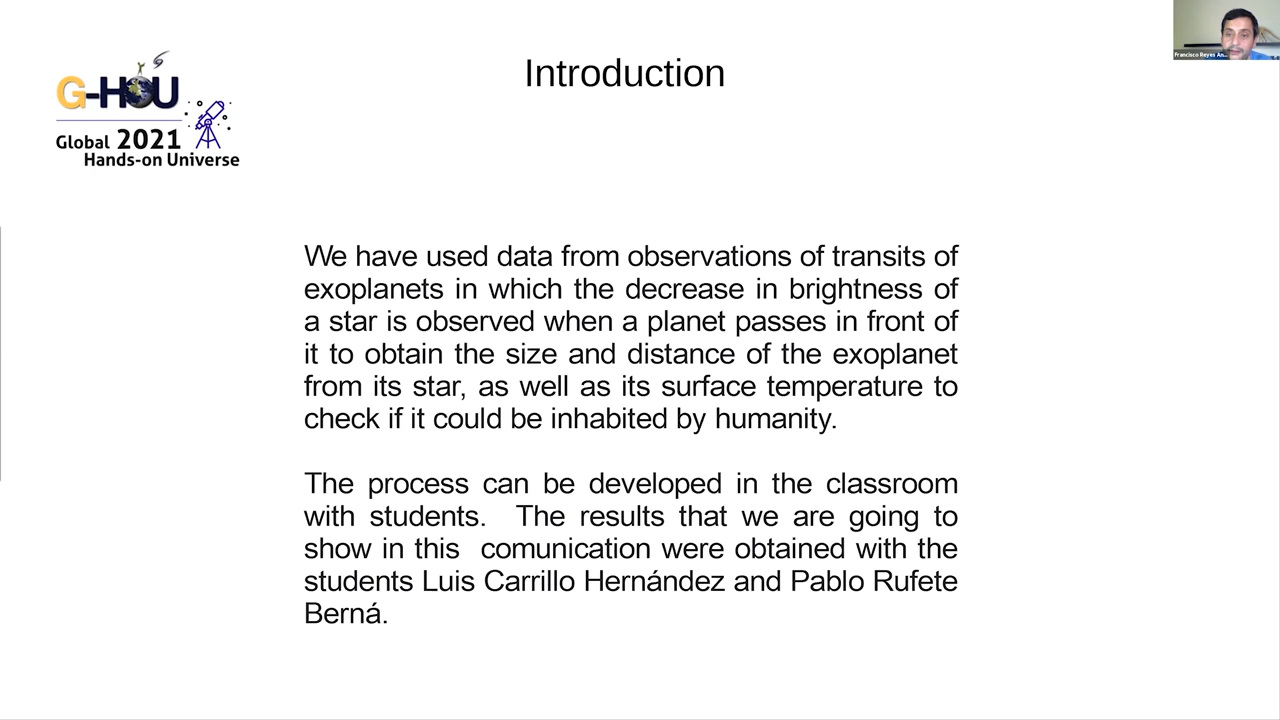 Introduction
G-HOU
Global 2021
Hands-on Universe
Francisco Reyes An...
We have used data from observations of transits of
exoplanets in which the decrease in brightness of
a star is observed when a planet passes in front of
it to obtain the size and distance of the exoplanet
from its star, as well as its surface temperature to
check if it could be inhabited by humanity.
The process can be developed in the classroom
with students.  The results that we are going to
show in this  comunication were obtained with the
students Luis Carrillo Hernández and Pablo Rufete
Berná.